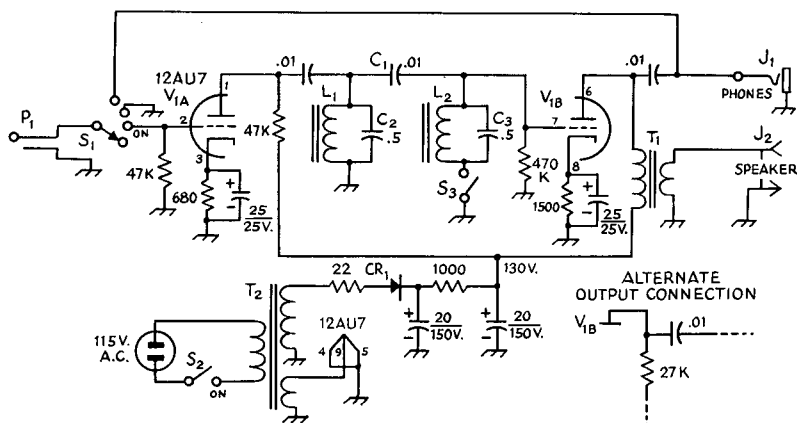 12AU7
V1A
1
2
3
P1
S1
ON
47K
680
+
-
25
25V.
47K
.01
L1
C2
.5
C1
.01
L2
C3
.5
S3
470
K
V1B
6
7
8
1500
+
-
25
25V.
.01
J1
PHONES
T1
J2
SPEAKER
115V.
A.C.
S2
ON
T2
22
CR1
1000
130V.
12AU7
4
9
5
+
-
20
150V.
+
-
20
150V.
ALTERNATE
OUTPUT CONNECTION
V1B
.01
27K